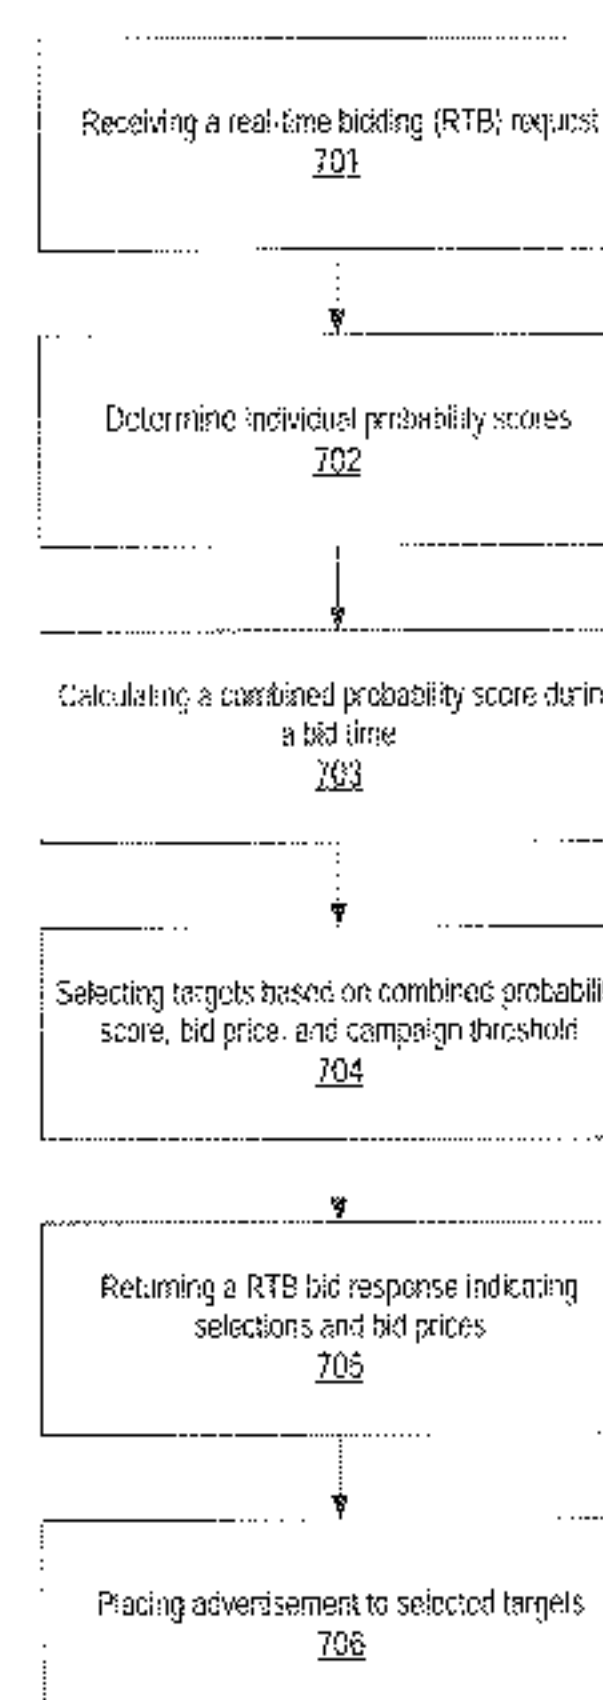 Receiving a real-time bidding (RTB) request
701
Determine individual probability scores
702
Calculating a combined probability score durin
a bid time
703
Selecting targets based on combined probabili
score, bid price, and campaign threshold
704
Returning a RTB bid response indicating
selections and bid prices
705
Placing advertisement to selected targets
706